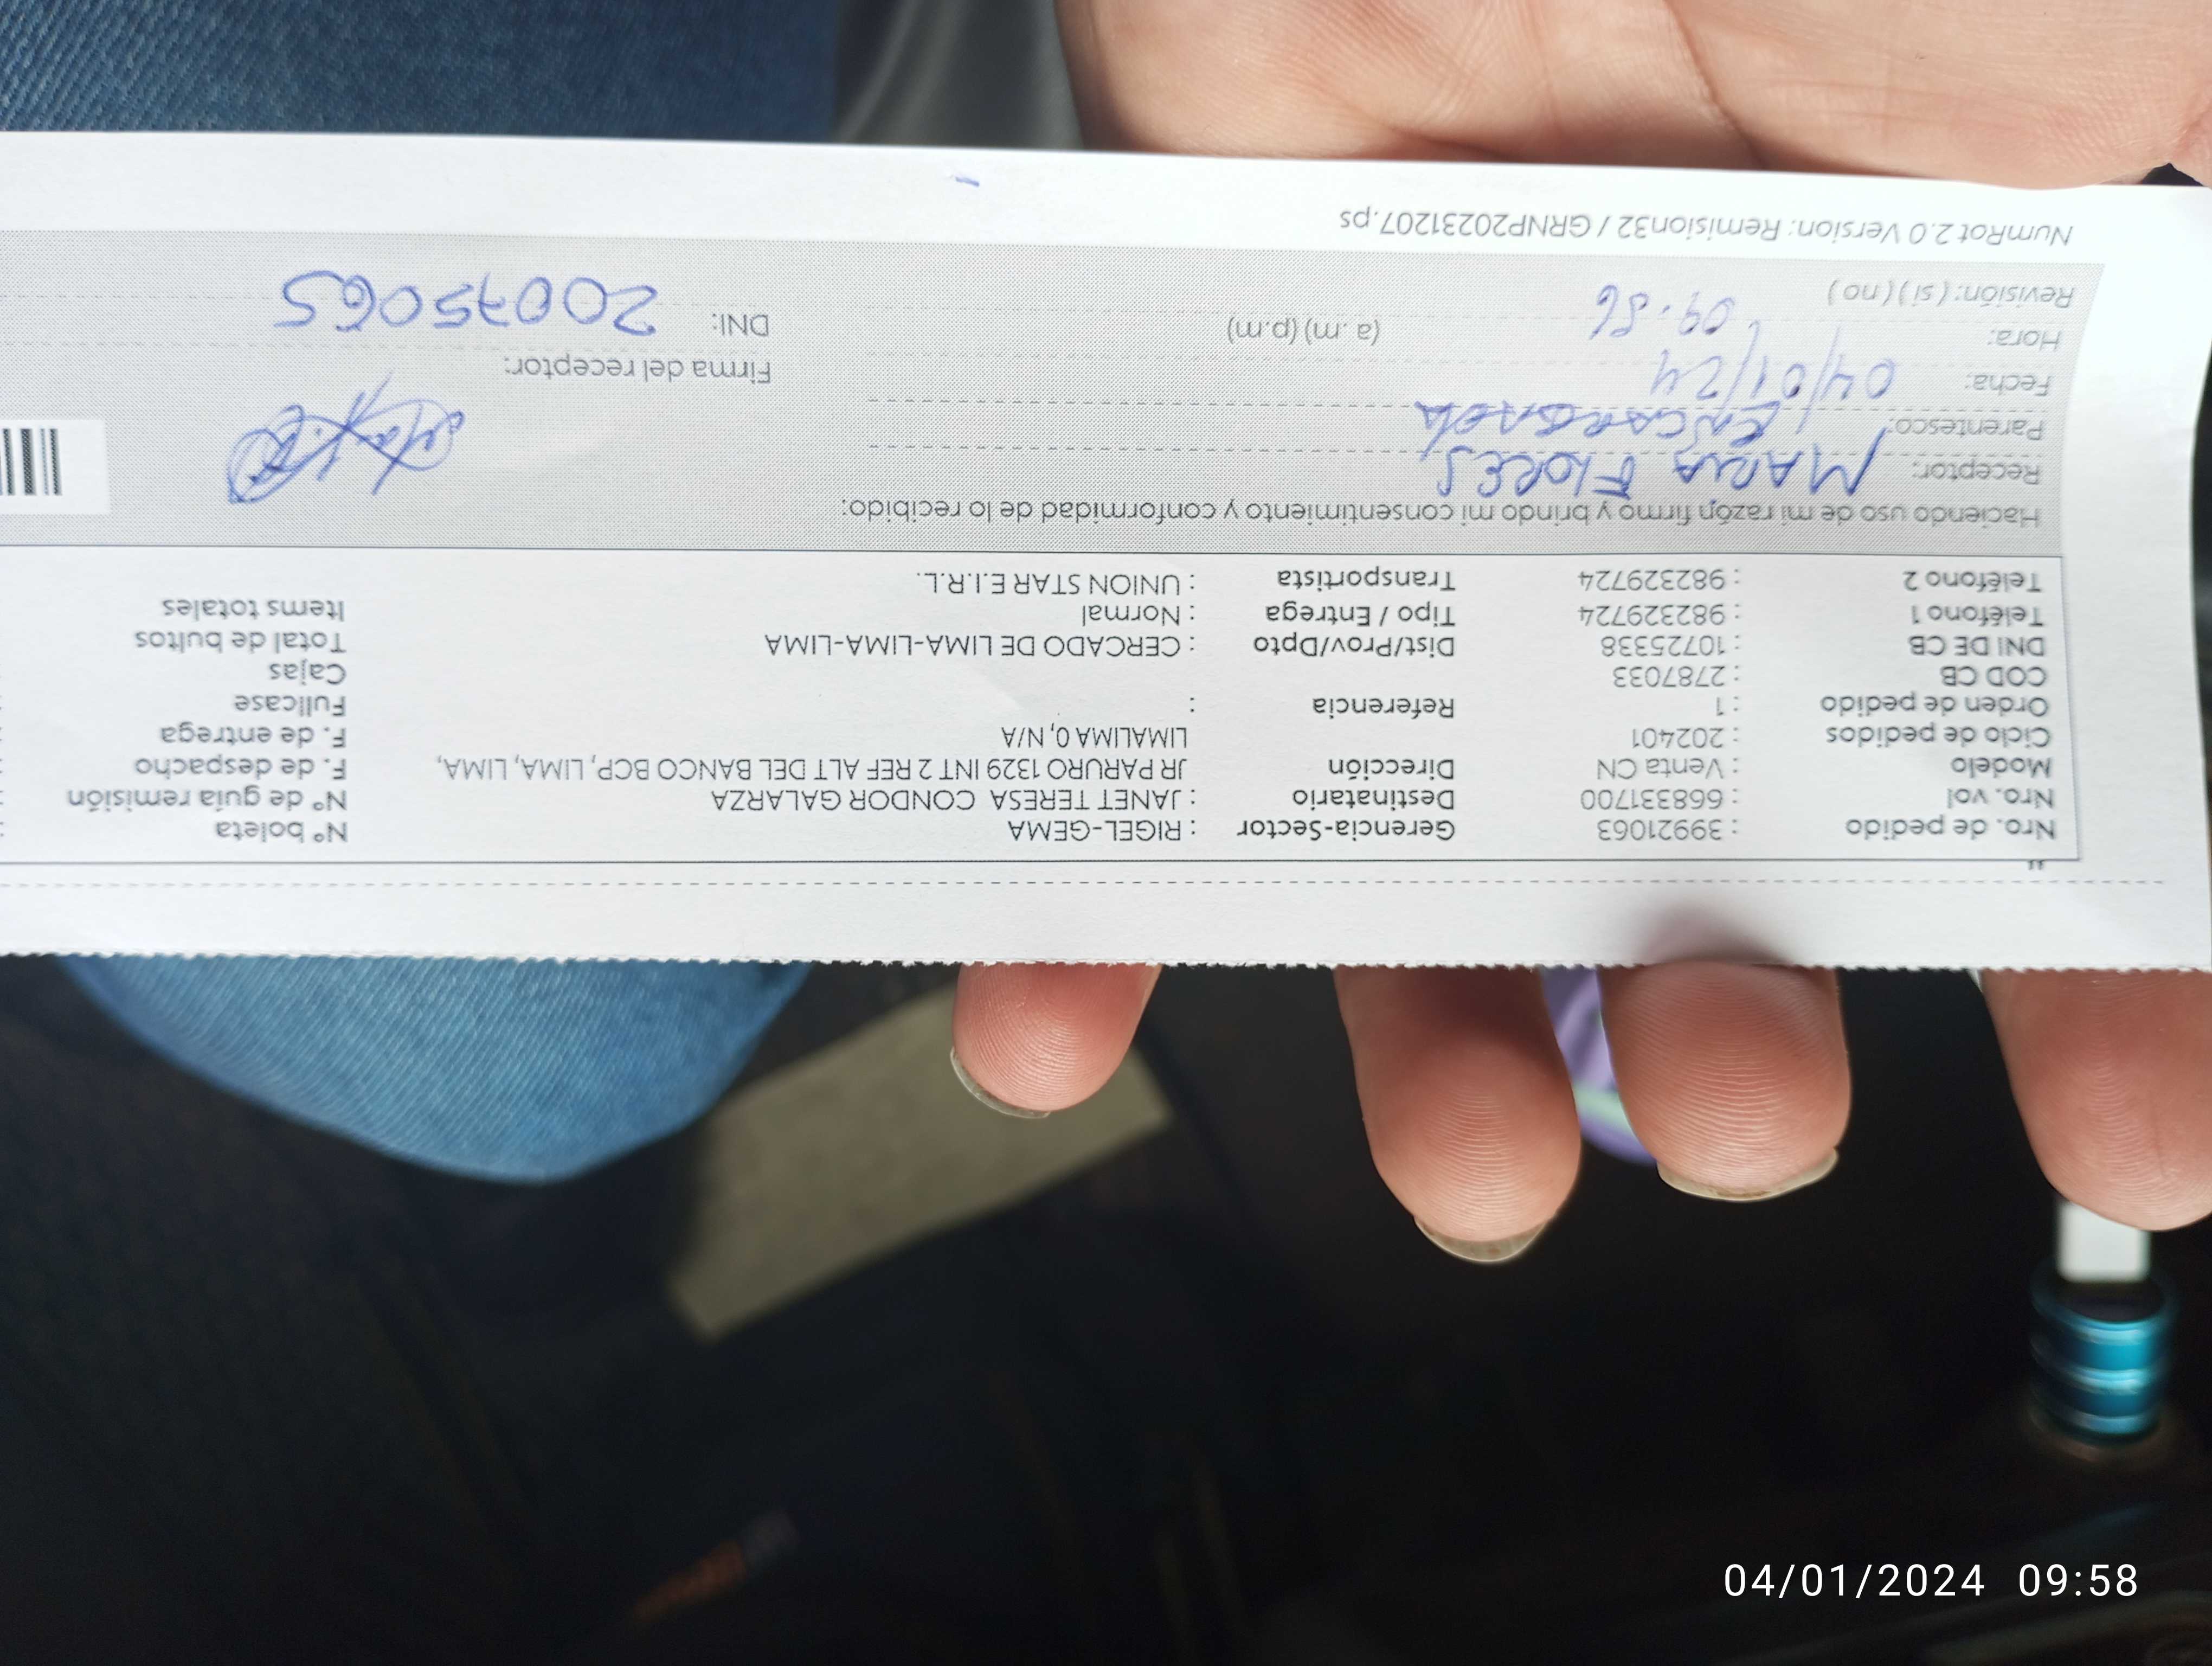 Nro. de pedido : 39921063 Gerencia-Sector : RIGEL-GEMA Nº boleta
Nro. vol : 668331700 Destinatario : JANET TERESA CONDOR GALARZA Nº de guía remisión :
Modelo : Venta CN Dirección JR PARURO 1329 INT 2 REF ALT DEL BANCO BCP, LIMA, LIMA, F. de despacho :
Ciclo de pedidos : 202401 LIMALIMA 0, N/A F. de entrega :
Orden de pedido : 1 Referencia : Fullcase :
COD CB : 2787033 Cajas :
DNI DE CB : 10725338 Dist/Prov/Dpto : CERCADO DE LIMA-LIMA-LIMA Total de bultos
Teléfono 1 : 982329724 Tipo / Entrega : Normal Items totales
Teléfono 2 : 982329724 Transportista : UNION STAR E.I.R.L.
Haciendo uso de mi razón firmo y brindo mi consentimiento y conformidad de lo recibido:
Receptor: MARIA FLORES
Parentesco: ENCARGADA
Fecha: 04/01/24 Firma del receptor:
Hora: 09.56 (a.m) (p.m) DNI: 20075065
Revisión: (si) (no)
NumRot 2.0 Version: Remision32 / GRNP20231207.ps
04/01/2024 09:58